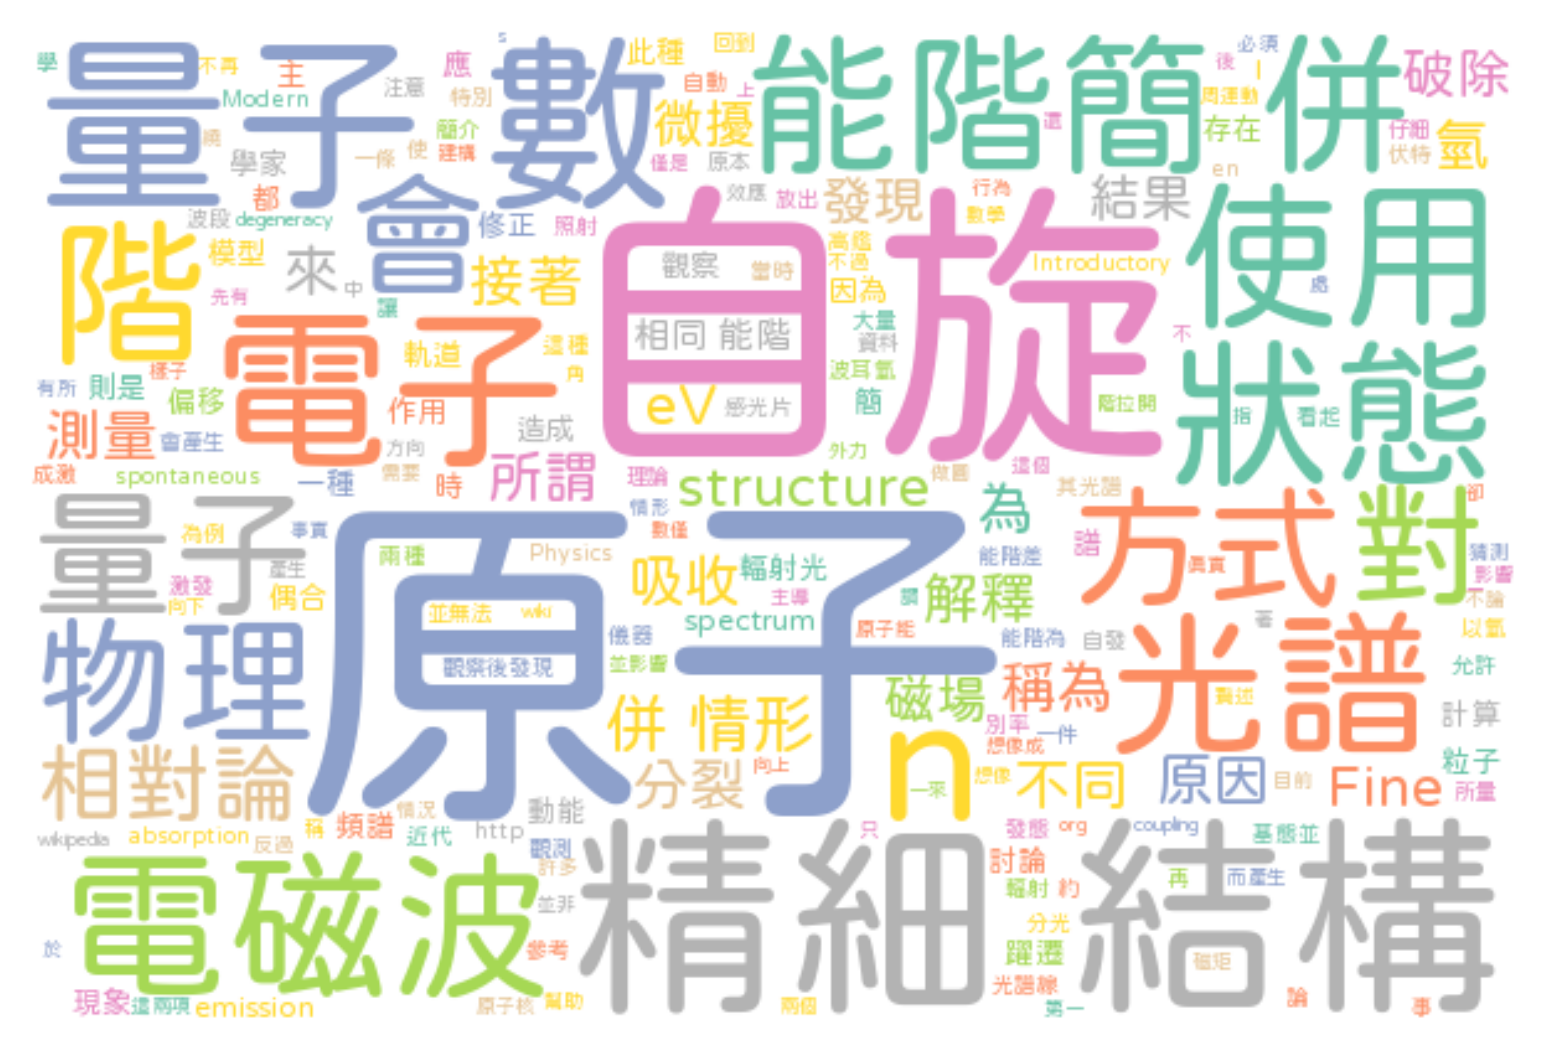 學
量子數
不再
主
Modern
注意
應
s
特別
此種
回到
自動
上
微擾
能階簡併
後
必須
l
周運動
破除
存在
仔細
伏特
氫
還
繞
學家
一條
使
簡介
建構
僅是
原本
都
波段
degeneracy
會
修正
照射
效應
放出
發現
行為
數學
en
結果
使用
階
模型
來
中
先有
讓
接著
自旋
觀察
當時
高鑑
不過
因為
Introductory
處
相同 能階
大量
資料
不
電子
軌道
這種
角
eV
感光片
波耳氫
簡
階拉開
狀態
指
看起
有所
則是
樣子
偏移
作用
測量
會產生
方向
造成
外力
成激
spontaneous
一種
需要
時
所謂
理論
structure
做圓
這個
其光譜
為
方式
對
卻
量子
為例
事實
產生
激發
向下
偶合
原子
情形
數僅
兩種
Physics
吸收
輻射光
主導
能階差
譜
真實
猜測
影響
不論
並無法
wiki
儀器
spectrum
原子能
讚
解釋
能階為
自發
著
以氫
物理
觀察後發現
並影響
磁場
稱為
光譜
贅述
允許
併 情形
別率
想像成
一件
計算
相對論
分裂
向上
n
一來
想像
不同
原因
目前
Fine
粒子
所量
情況
動能
wikipedia
absorption
反過
稱
頻譜
近代
http
觀測
只
發態
org
coupling
基態並
電磁波
許多
並非
精細
討論
輻射
約
結構
再
而產生
分光
於
參考
躍遷
磁矩
現象
這兩項
emission
原子核
幫助
兩個
光譜線
第一
論
事